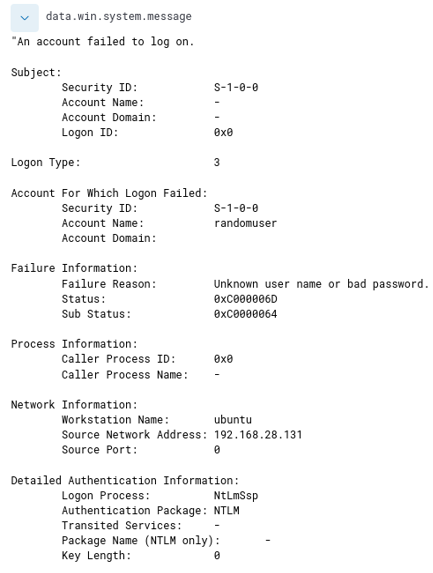 data.win.system.message
"An account failed to log on.
Subject:
Security ID: S-1-0-0
Account Name: -
Account Domain: -
Logon ID: 0x0
Logon Type: 3
Account For Which Logon Failed:
Security ID: S-1-0-0
Account Name: randomuser
Account Domain:
Failure Information:
Failure Reason: Unknown user name or bad password.
Status: 0xC000006D
Sub Status: 0xC0000064
Process Information:
Caller Process ID: 0x0
Caller Process Name: -
Network Information:
Workstation Name: ubuntu
Source Network Address: 192.168.28.131
Source Port: 0
Detailed Authentication Information:
Logon Process: NtLmSsp
Authentication Package: NTLM
Transited Services: -
Package Name (NTLM only): -
Key Length: 0